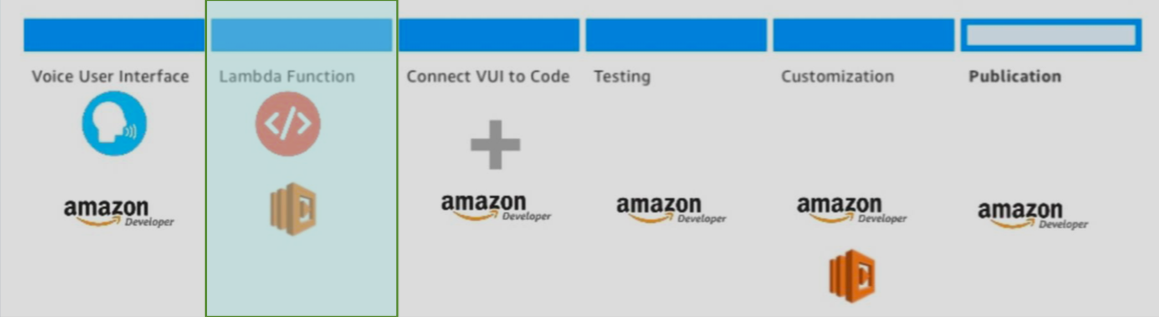 Voice User Interface
Lambda Function
Connect VUI to Code
Testing
Customization
Publication
</>
amazon
Developer
amazon
Developer
amazon
Developer
amazon
Developer
amazon
Developer